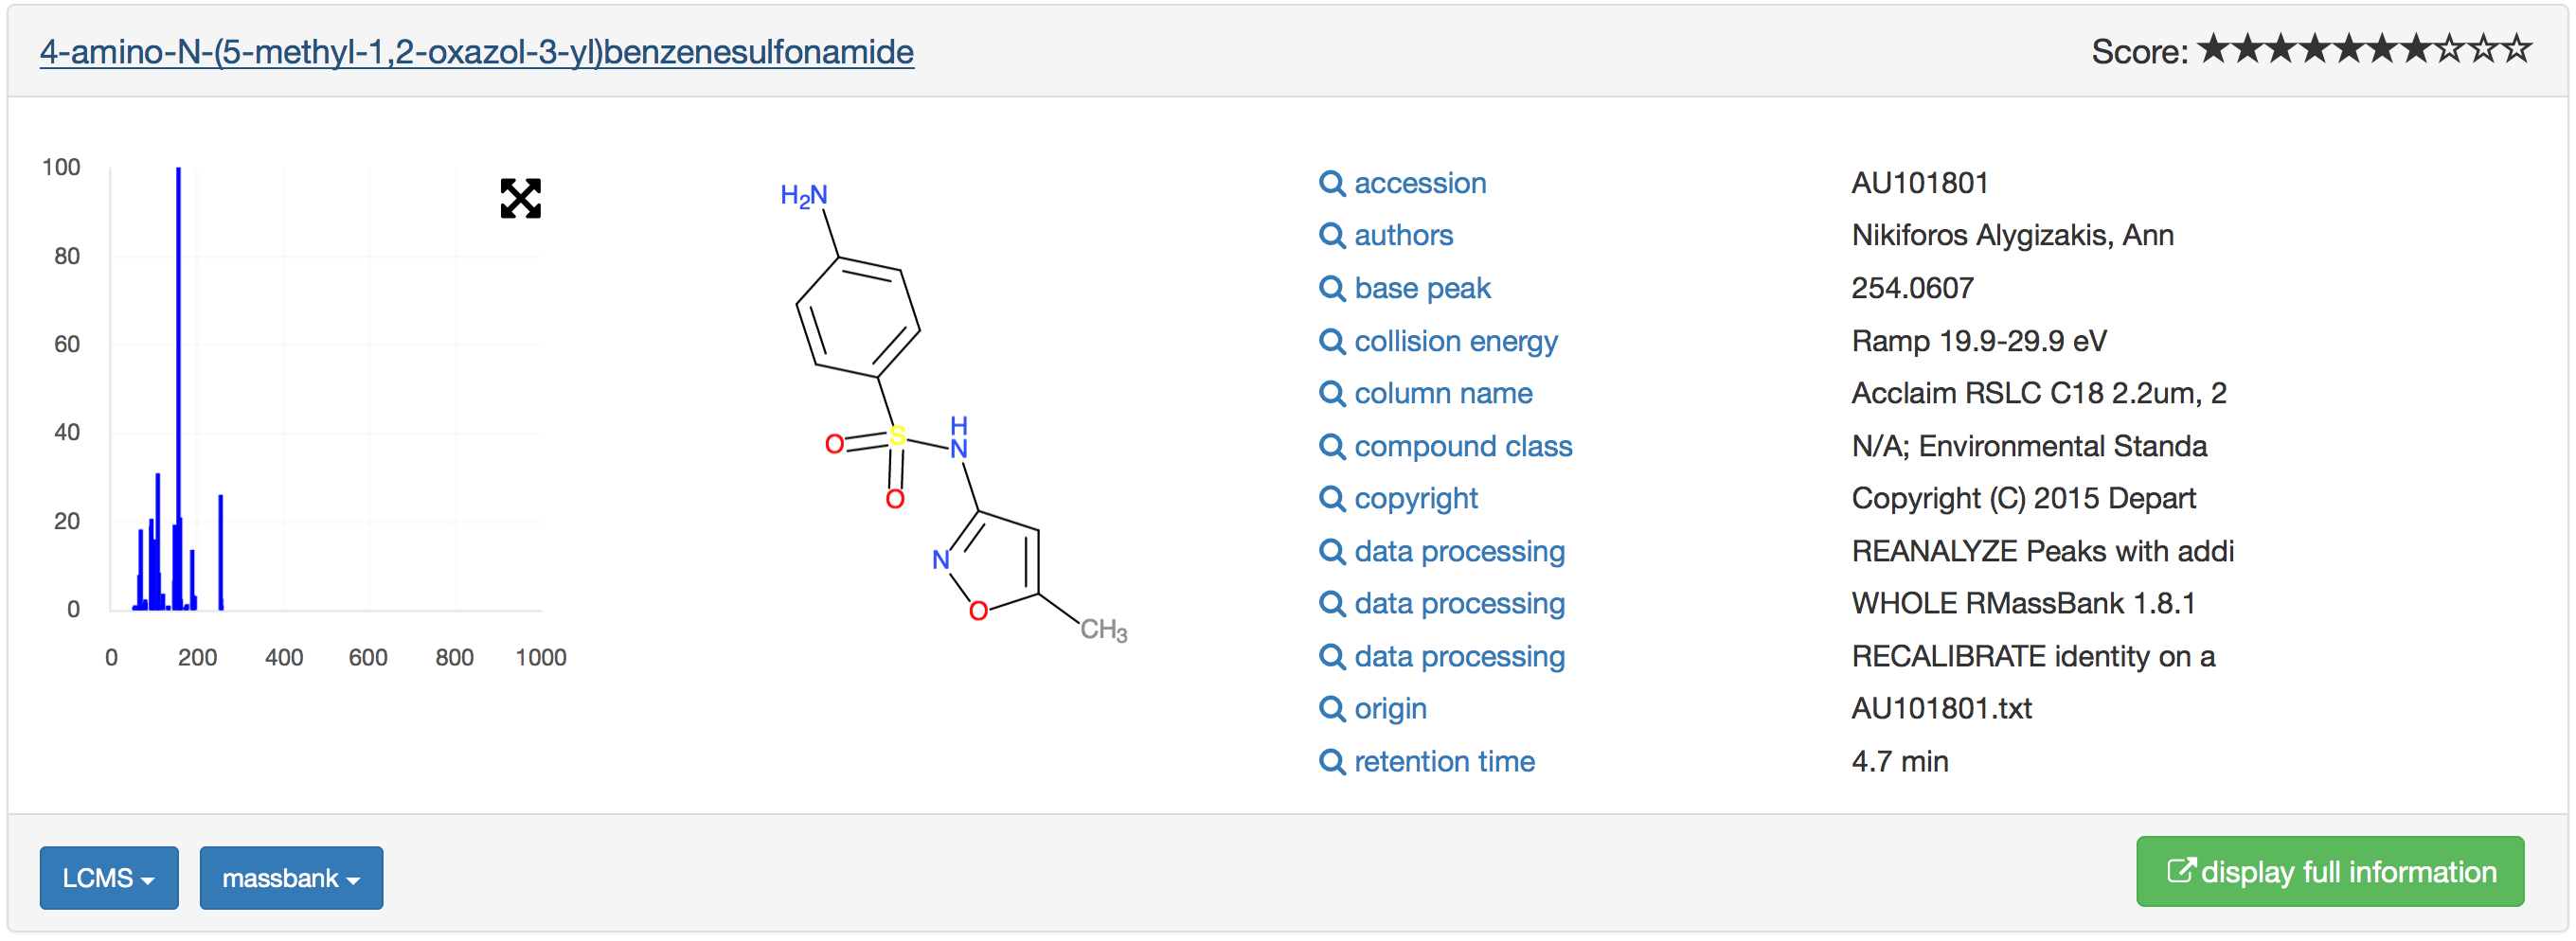 4-amino-N-(5-methyl-1,2-oxazol-3-yl)benzenesulfonamide
Score:
100
80
60
40
20
0
0 200 400 600 800 1000
H2N
O S H N
O
N
O
CH3
accession AU101801
authors Nikiforos Alygizakis, Ann
base peak 254.0607
collision energy Ramp 19.9-29.9 eV
column name Acclaim RSLC C18 2.2um, 2
compound class N/A; Environmental Standa
copyright Copyright (C) 2015 Depart
data processing REANALYZE Peaks with addi
data processing WHOLE RMassBank 1.8.1
data processing RECALIBRATE identity on a
origin AU101801.txt
retention time 4.7 min
LCMS massbank display full information